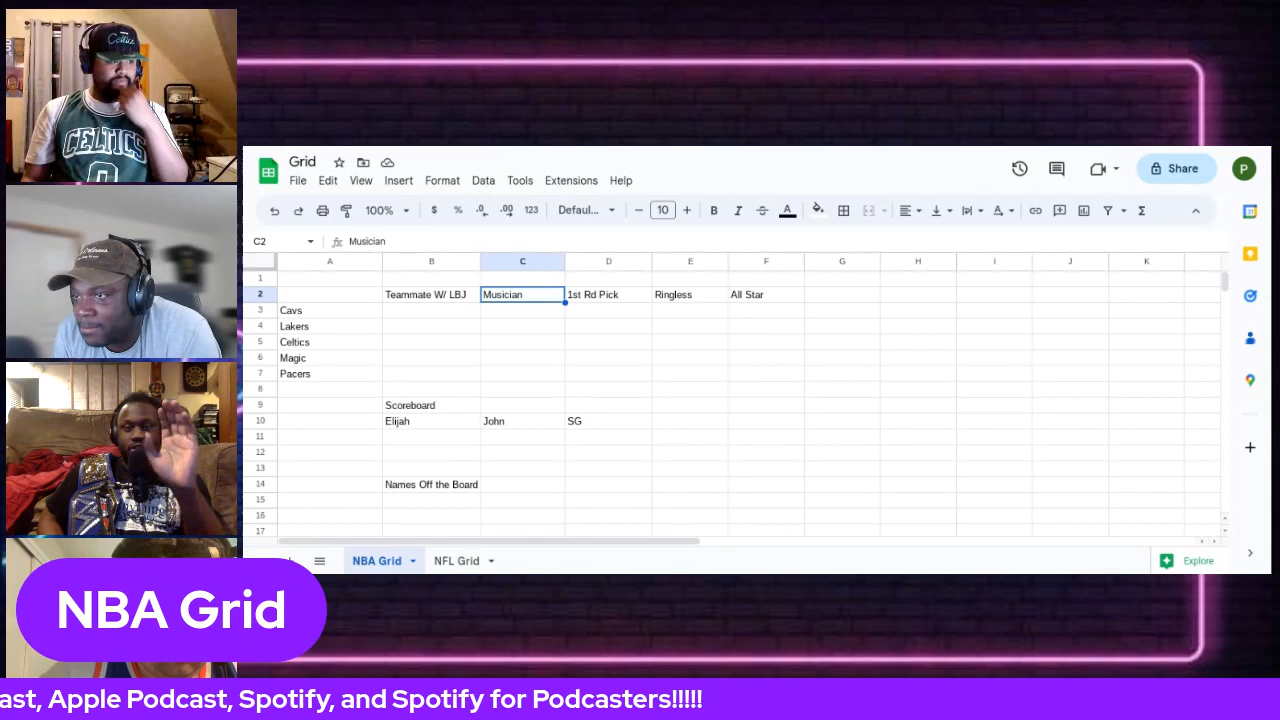 Celtics
CELTICS
0
Grid
File Edit View Insert Format Data Tools Extensions Help
Share
P
100% $ % .0 .00 123 Defaul... 10 B I A
C2 fx Musician
A B C D E F G H I J K
1
2 Teammate W/ LBJ Musician 1st Rd Pick Ringless All Star
3 Cavs
4 Lakers
5 Celtics
6 Magic
7 Pacers
8
9 Scoreboard
10 Elijah John SG
11
12
13
14 Names Off the Board
15
16
17
NBA Grid NFL Grid Explore
NBA Grid
ast, Apple Podcast, Spotify, and Spotify for Podcasters!!!!!